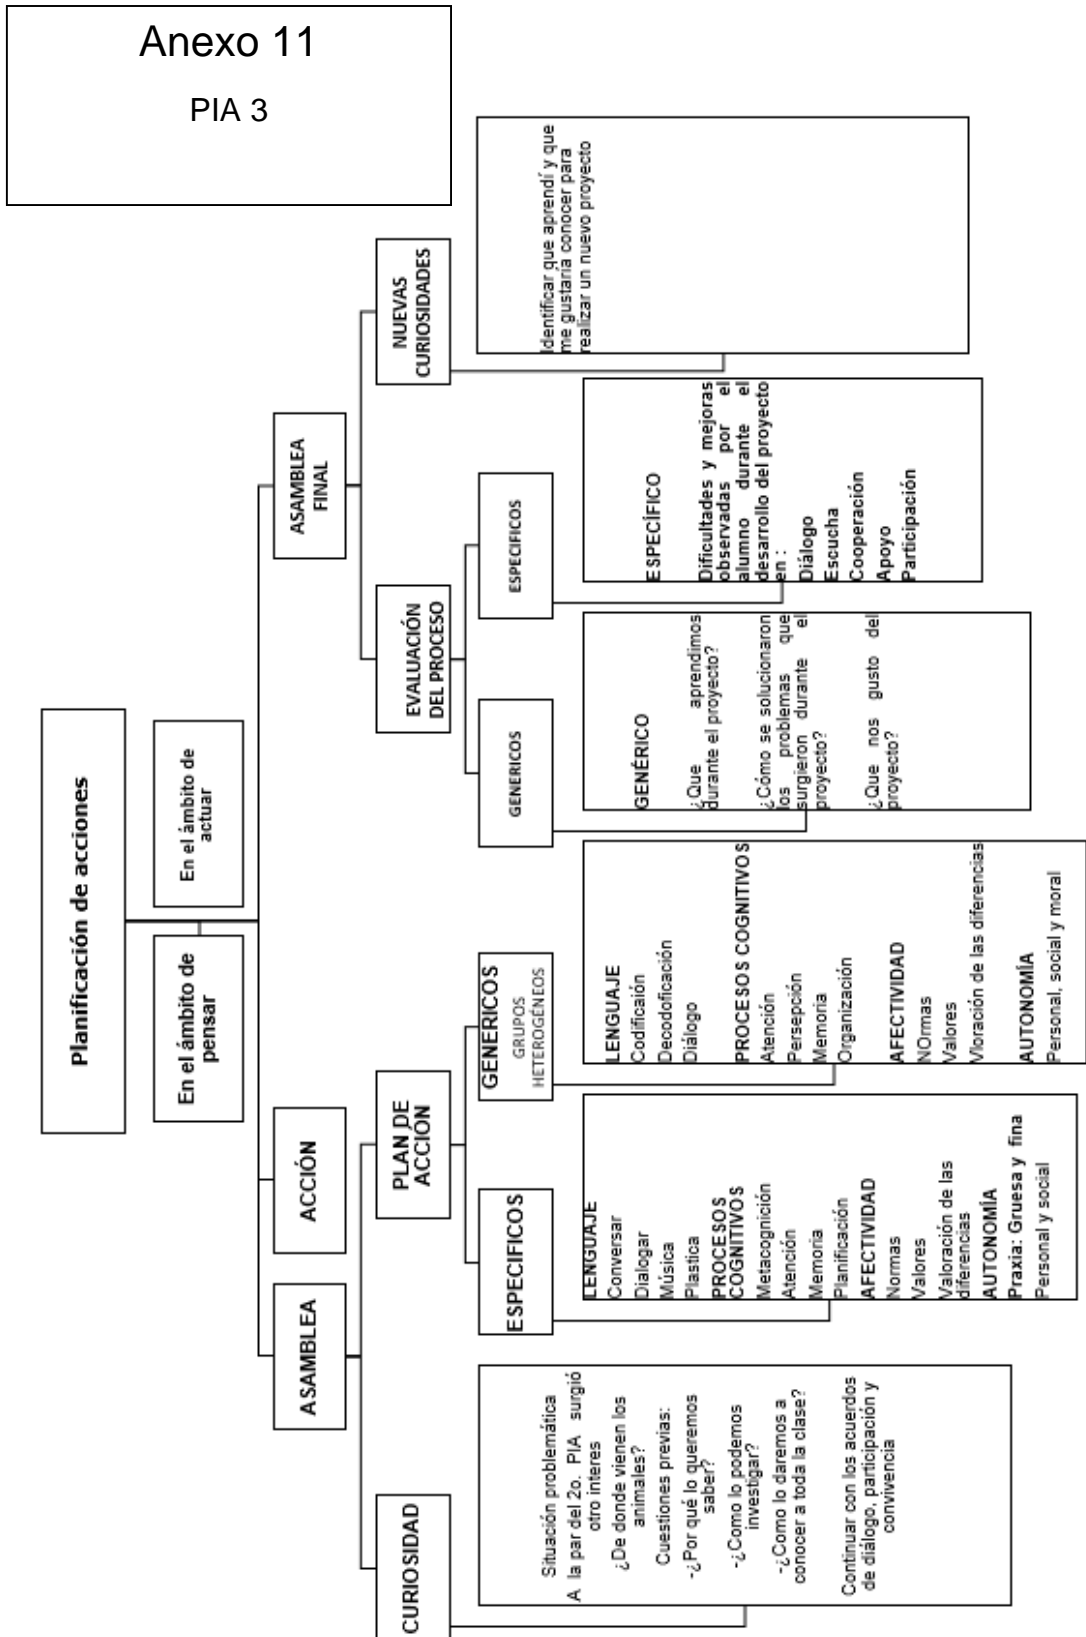 Anexo 11
PIA 3
Planificación de acciones
En el ámbito de
pensar
En el ámbito de
actuar
ASAMBLEA
ACCIÓN
ASAMBLEA
FINAL
CURIOSIDAD
PLAN DE
ACCIÓN
EVALUACIÓN
DEL PROCESO
NUEVAS
CURIOSIDADES
ESPECIFICOS
GENERICOS
GRUPOS
HETEROGÉNEOS
GENERICOS
ESPECIFICOS
Situación problemática
A la par del 2o. PIA surgió
otro interes
¿De donde vienen los
animales?
Cuestiones previas:
-¿Por qué lo queremos
saber?
-¿Como lo podemos
investigar?
-¿Como lo daremos a
conocer a toda la clase?
Continuar con los acuerdos
de diálogo, participación y
convivencia
LENGUAJE
Conversar
Dialogar
Música
Plastica
PROCESOS
COGNITIVOS
Metacognición
Atención
Memoria
Planificación
AFECTIVIDAD
Normas
Valores
Valoración de las
diferencias
AUTONOMÍA
Praxia: Gruesa y fina
Personal y social
LENGUAJE
Codificaión
Decodoficación
Diálogo
PROCESOS COGNITIVOS
Atención
Persepción
Memoria
Organización
AFECTIVIDAD
NOrmas
Valores
Vloración de las diferencias
AUTONOMÍA
Personal, social y moral
GENÉRICO
¿Que aprendimos
durante el proyecto?
¿Cómo se solucionaron
los problemas que
surgieron durante el
proyecto?
¿Que nos gusto del
proyecto?
ESPECÍFICO
Dificultades y mejoras
observadas por el
alumno durante el
desarrollo del proyecto
en :
Diálogo
Escucha
Cooperación
Apoyo
Participación
Identificar que aprendí y que
me gustaría conocer para
realizar un nuevo proyecto